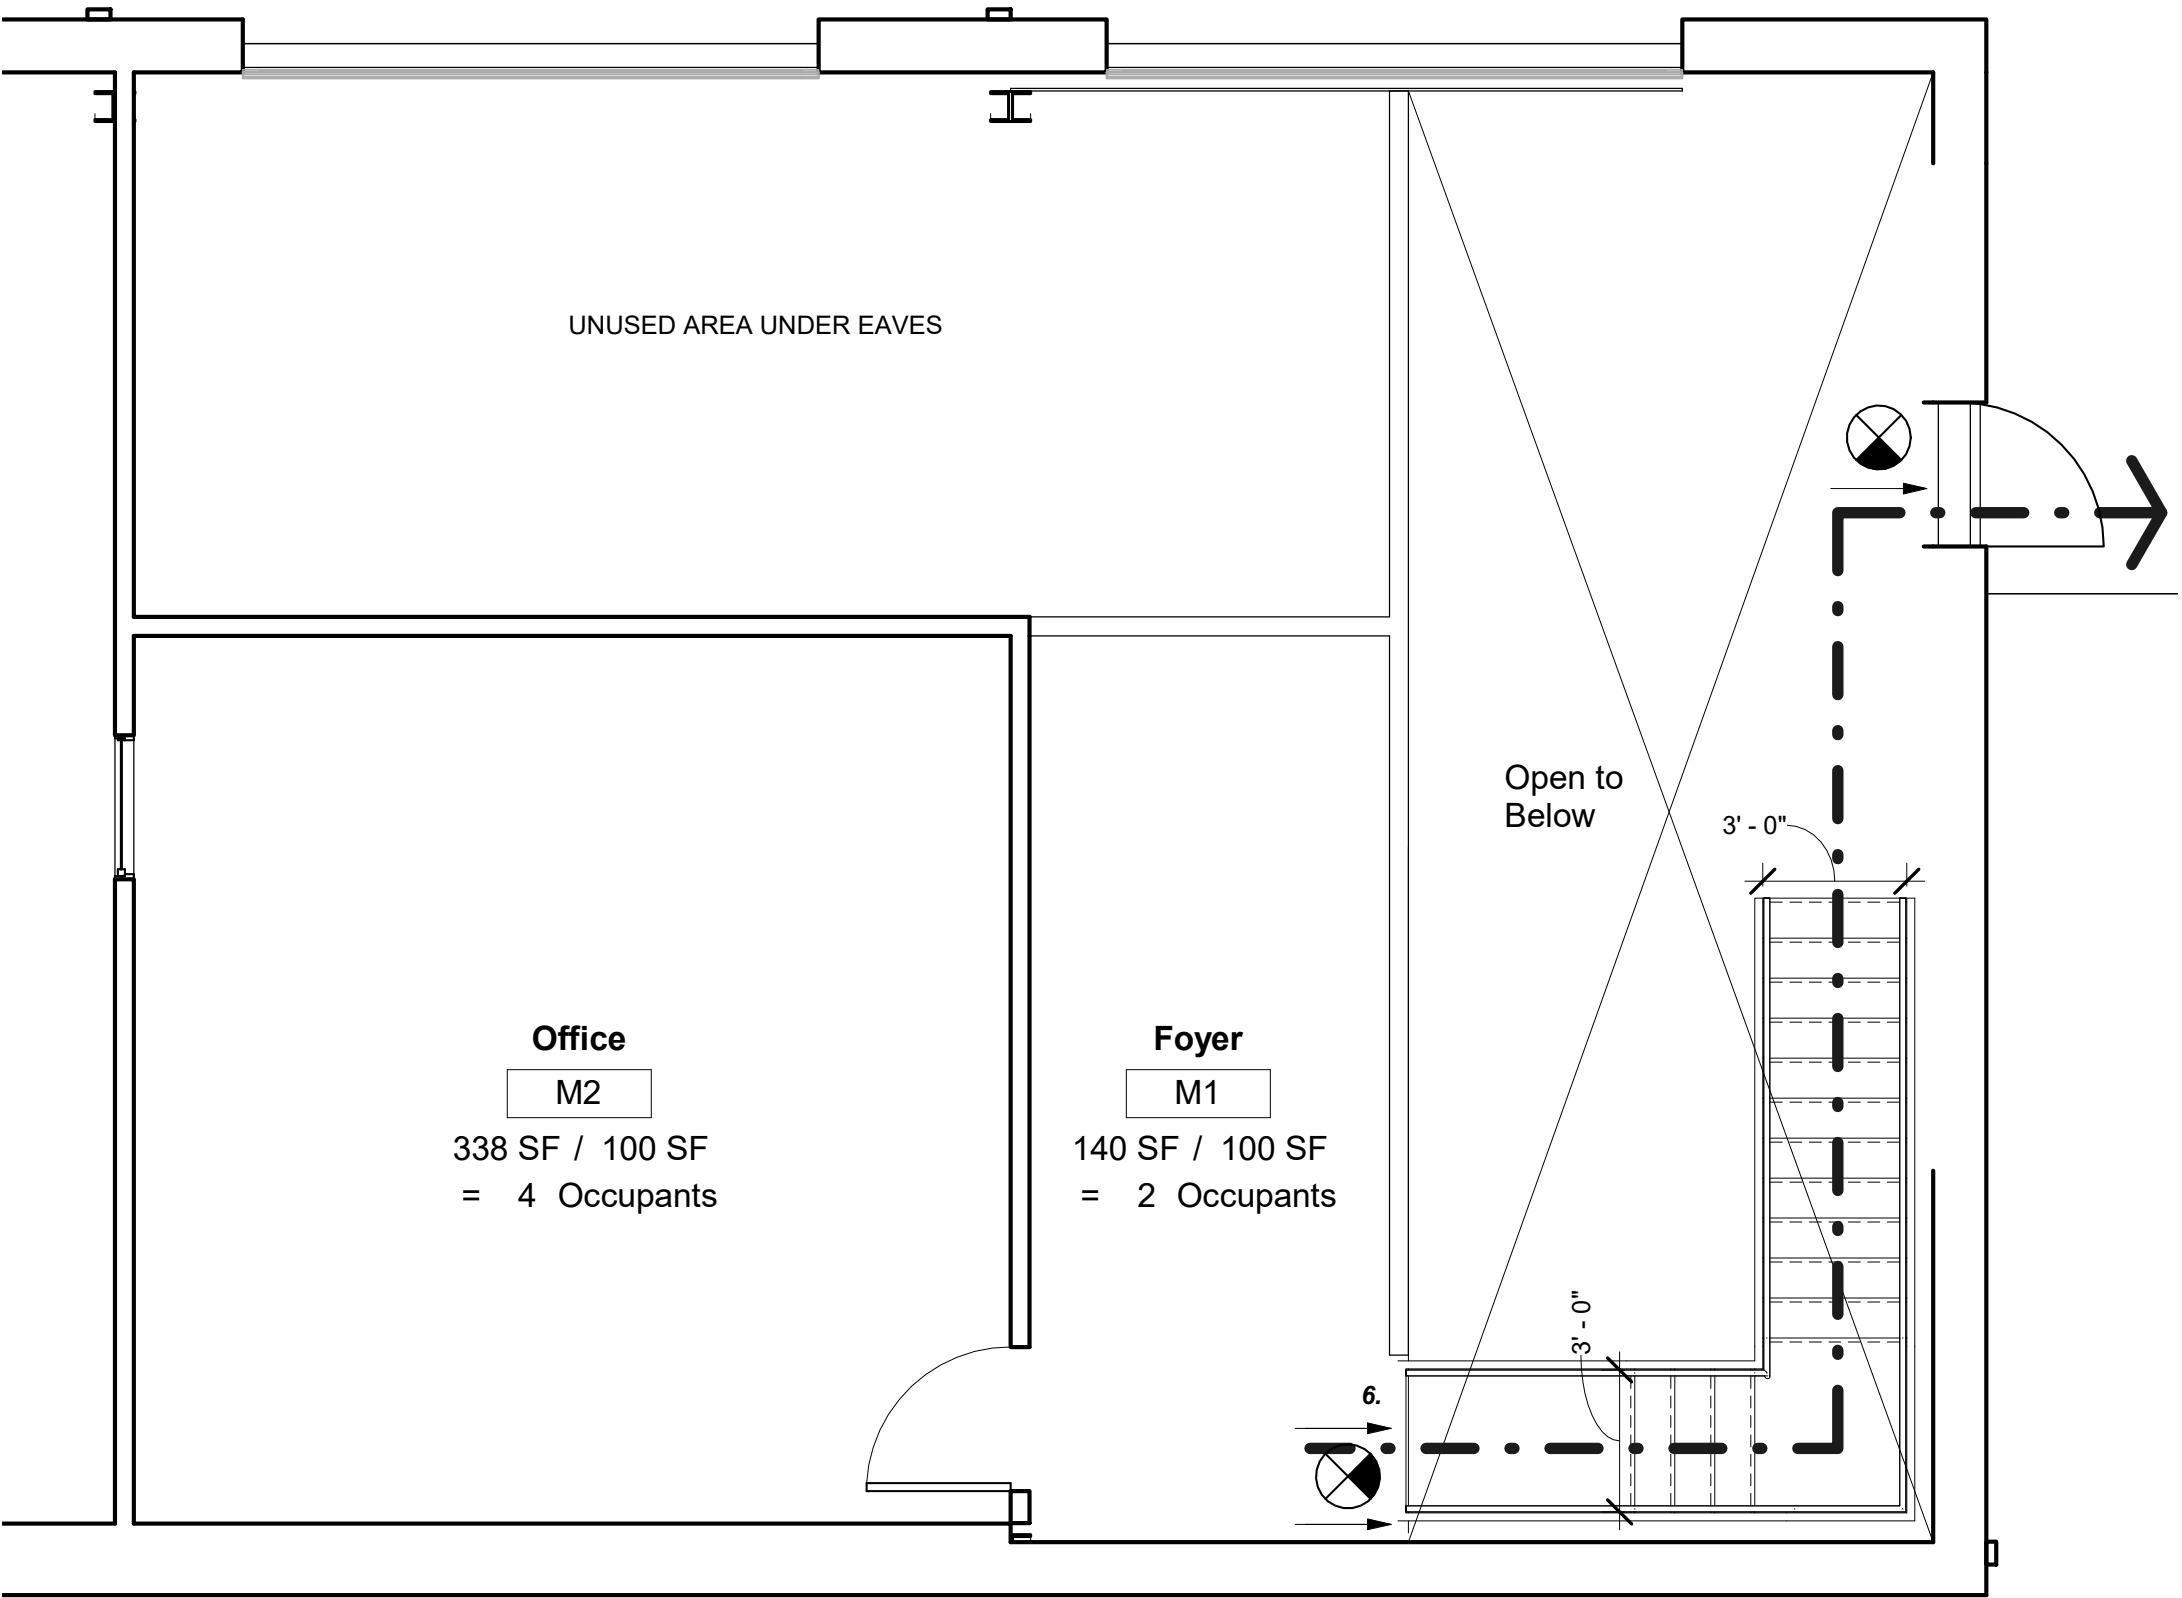 UNUSED AREA UNDER EAVES
Open to
Below
3' - 0"
Office
M2
338 SF / 100 SF
= 4 Occupants
Foyer
M1
140 SF / 100 SF
= 2 Occupants
3' - 0"
6.